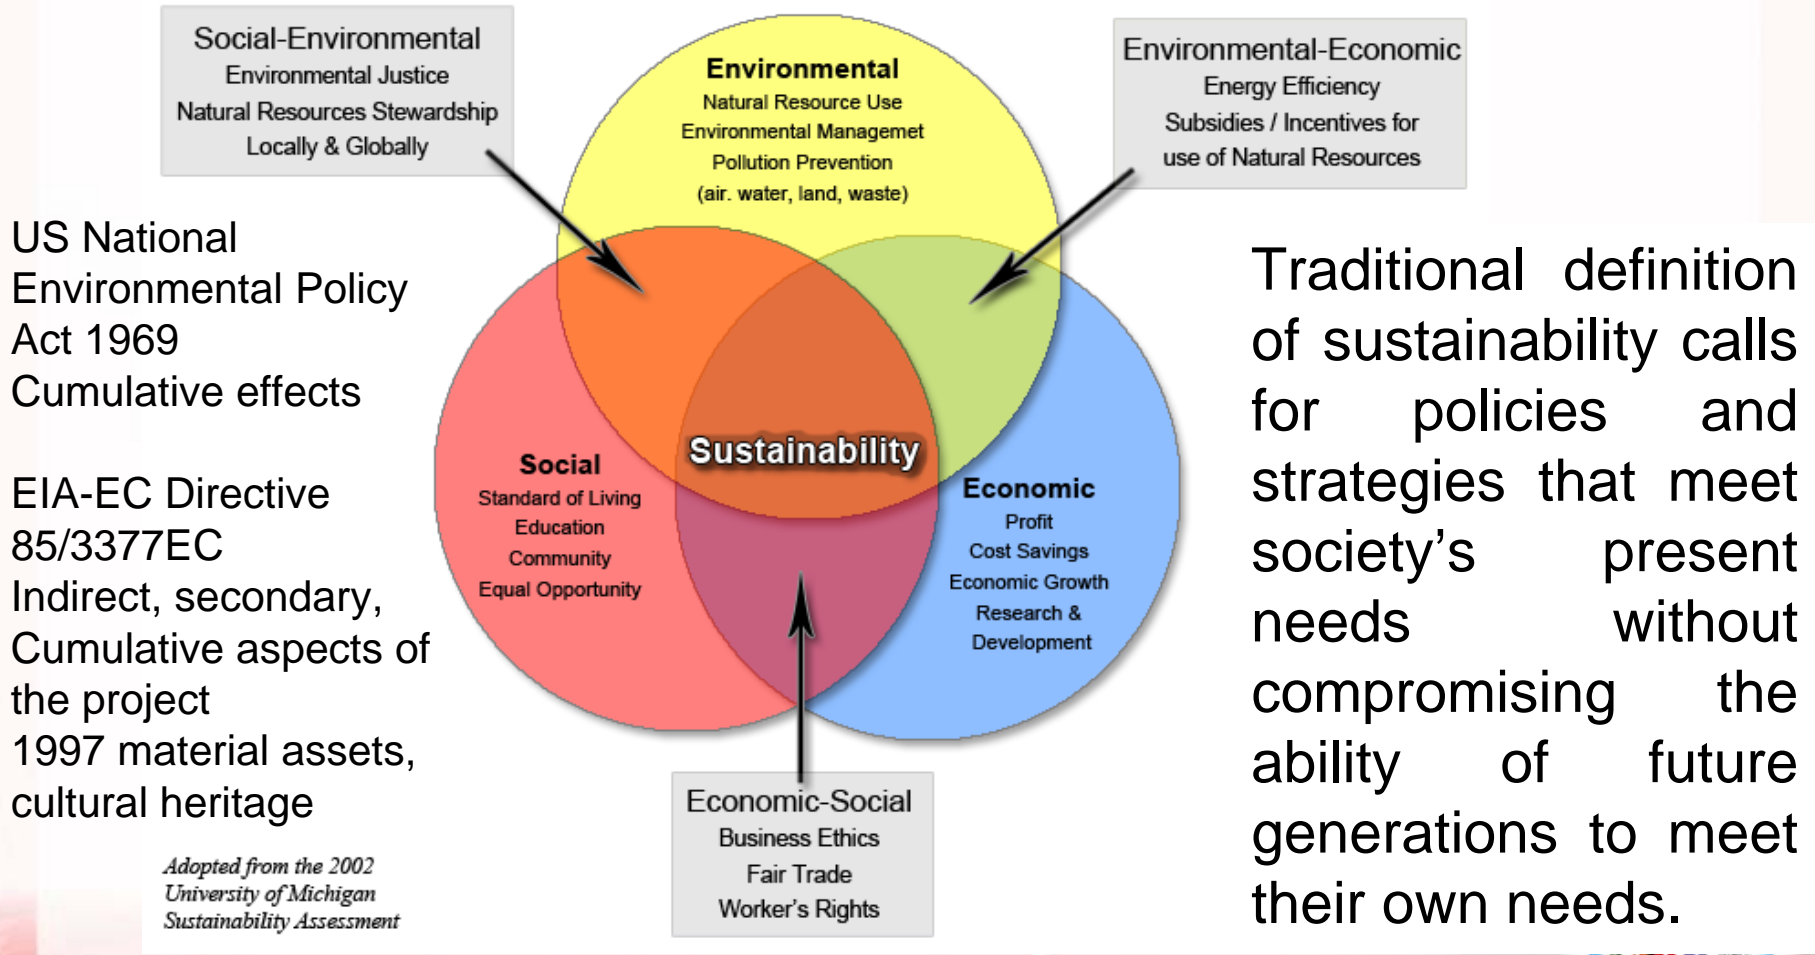 Social-Environmental
Environmental Justice
Natural Resources Stewardship
Locally & Globally
Environmental
Natural Resource Use
Environmental Managemet
Pollution Prevention
(air. water, land, waste)
Environmental-Economic
Energy Efficiency
Subsidies / Incentives for
use of Natural Resources
US National
Environmental Policy
Act 1969
Cumulative effects
EIA-EC Directive
85/3377EC
Indirect, secondary,
Cumulative aspects of
the project
1997 material assets,
cultural heritage
Sustainability
Social
Standard of Living
Education
Community
Equal Opportunity
Economic
Profit
Cost Savings
Economic Growth
Research &
Development
Economic-Social
Business Ethics
Fair Trade
Worker's Rights
Adopted from the 2002
University of Michigan
Sustainability Assessment
Traditional definition
of sustainability calls
for policies and
strategies that meet
society’s present
needs without
compromising the
ability of future
generations to meet
their own needs.